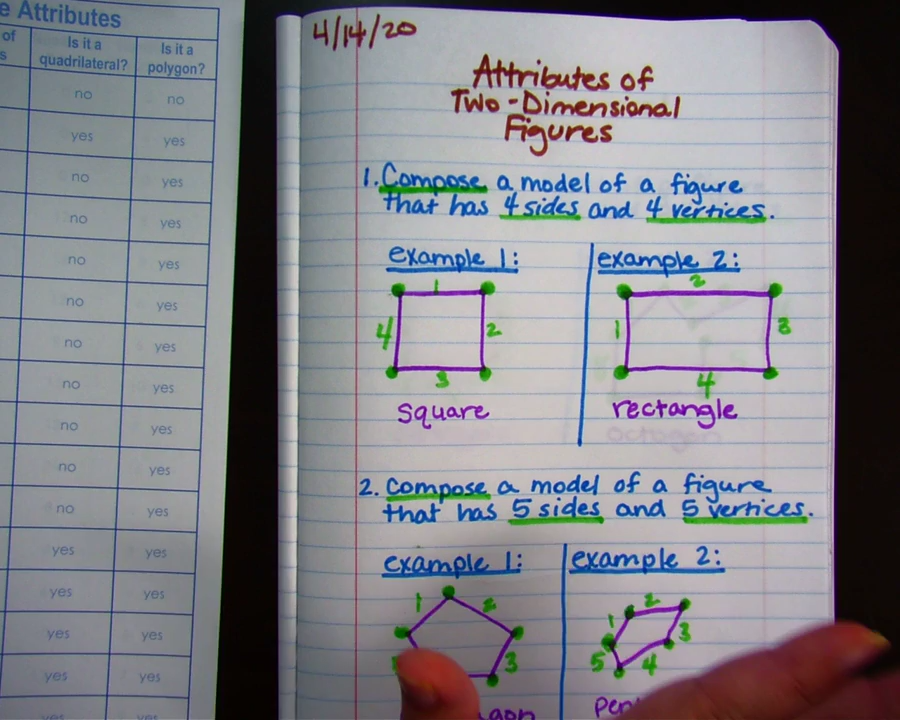 e Attributes
of
s
Is it a quadrilateral?
Is it a polygon?
no no
yes yes
no yes
no yes
no yes
no yes
no yes
no yes
no yes
no yes
no yes
yes yes
yes yes
yes yes
yes yes
yes yes
4/14/20
Attributes of
Two-Dimensional
Figures
1. Compose a model of a figure
that has 4 sides and 4 vertices.
example 1:
1
4 2
3
square
example 2:
2
1 3
4
rectangle
octagon
2. Compose a model of a figure
that has 5 sides and 5 vertices.
example 1:
1 2
3
gon
example 2:
2
1 3
5 4
pen